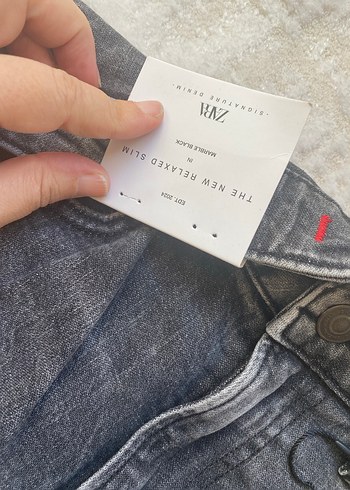 ·SIGNATURE DENIM·
ZARA
MARBLE BLACK
IN
THE NEW RELAXED SLIM
EDT. 2024